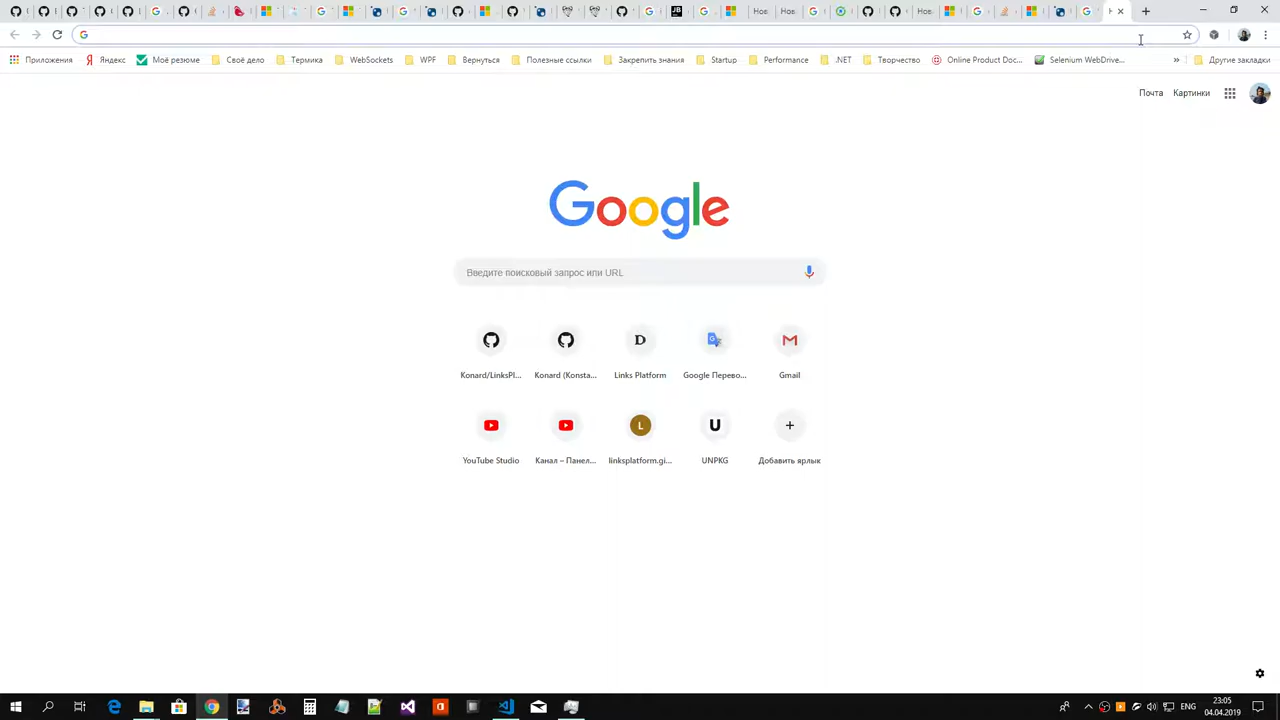 Нов
Нов
Нов
Н
G
Приложения
Яндекс
Моё резюме
Своё дело
Термика
WebSockets
WPF
Вернуться
Полезные ссылки
Закрепить знания
Startup
Performance
.NET
Творчество
Online Product Doc...
Selenium WebDrive...
»
Другие закладки
Почта
Картинки
Google
Введите поисковый запрос или URL
Konard/LinksPl...
Konard (Konsta...
Links Platform
Google Перево...
Gmail
YouTube Studio
Канал – Панел...
linksplatform.gi...
UNPKG
Добавить ярлык
ENG
23:05
04.04.2019